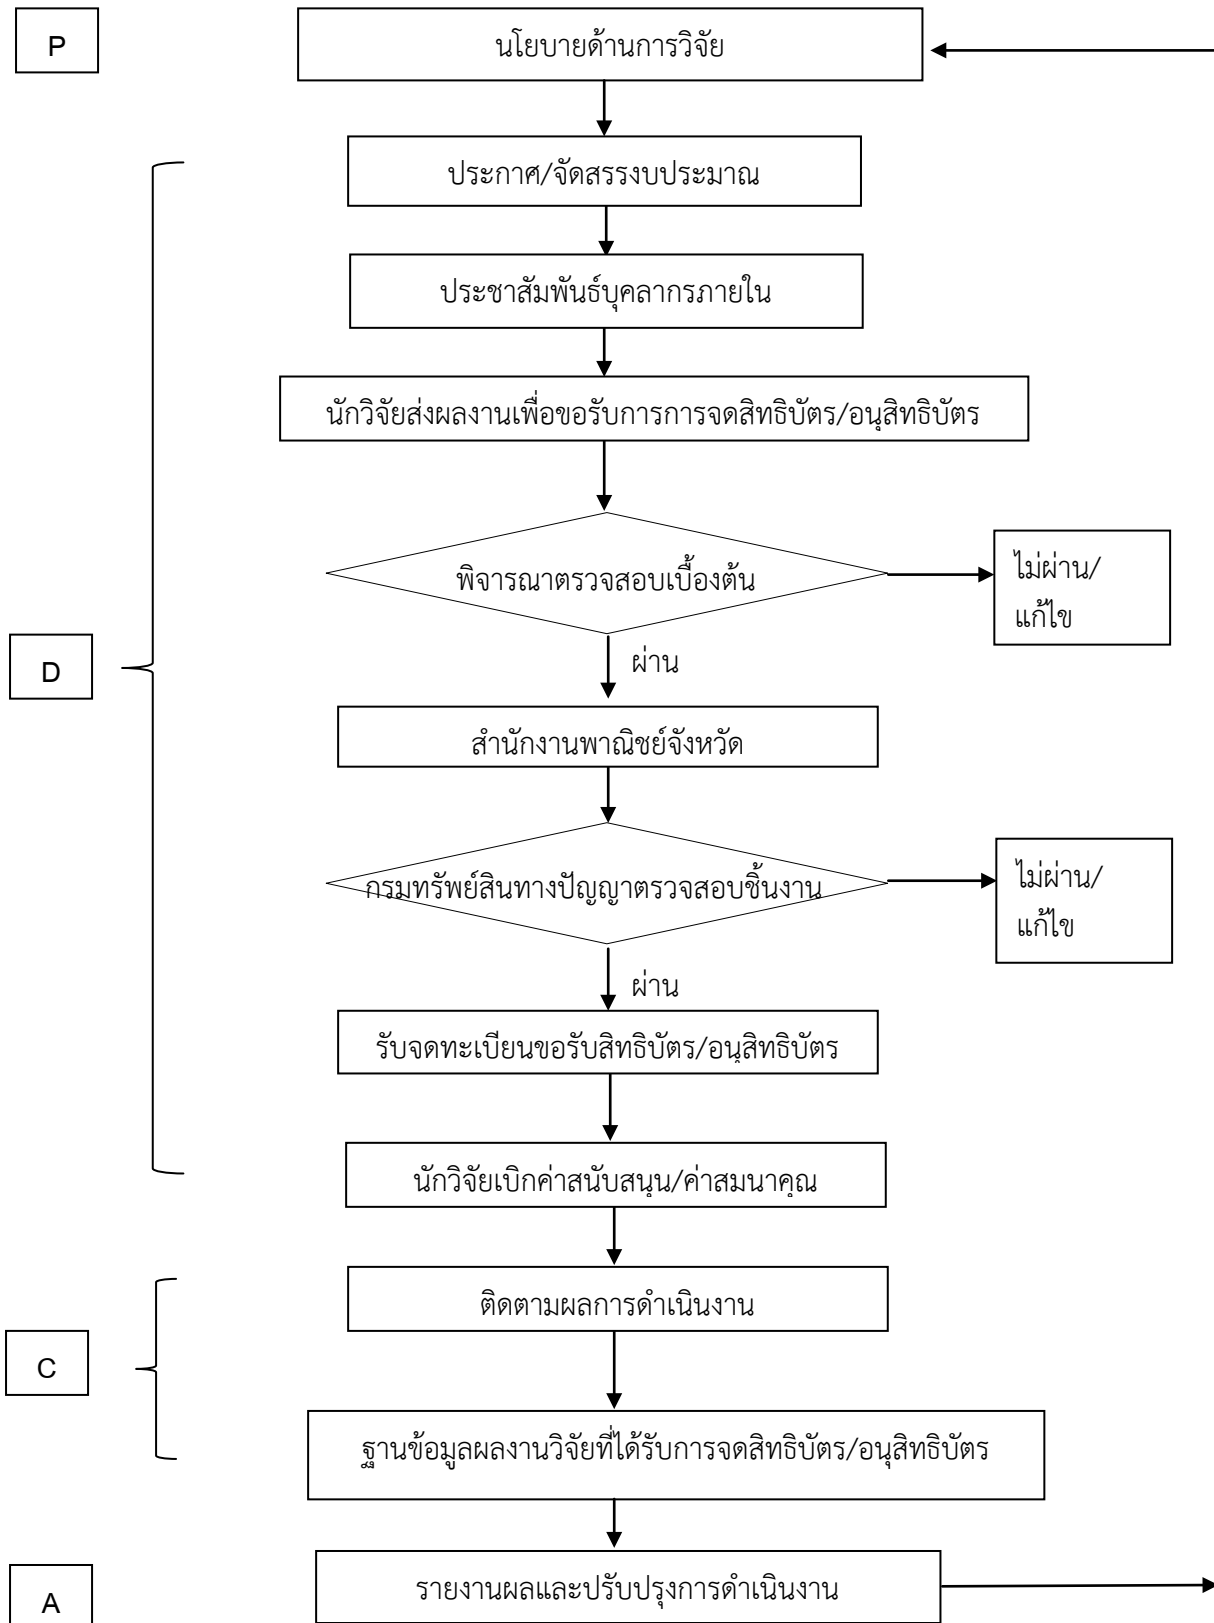 P
นโยบายด้านการวิจัย
ประกาศ/จัดสรรงบประมาณ
ประชาสัมพันธ์บุคลากรภายใน
นักวิจัยส่งผลงานเพื่อขอรับการการจดสิทธิบัตร/อนุสิทธิบัตร
พิจารณาตรวจสอบเบื้องต้น
ไม่ผ่าน/
แก้ไข
D
ผ่าน
สำนักงานพาณิชย์จังหวัด
กรมทรัพย์สินทางปัญญาตรวจสอบชิ้นงาน
ไม่ผ่าน/
แก้ไข
ผ่าน
รับจดทะเบียนขอรับสิทธิบัตร/อนุสิทธิบัตร
นักวิจัยเบิกค่าสนับสนุน/ค่าสมนาคุณ
ติดตามผลการดำเนินงาน
C
ฐานข้อมูลผลงานวิจัยที่ได้รับการจดสิทธิบัตร/อนุสิทธิบัตร
A
รายงานผลและปรับปรุงการดำเนินงาน